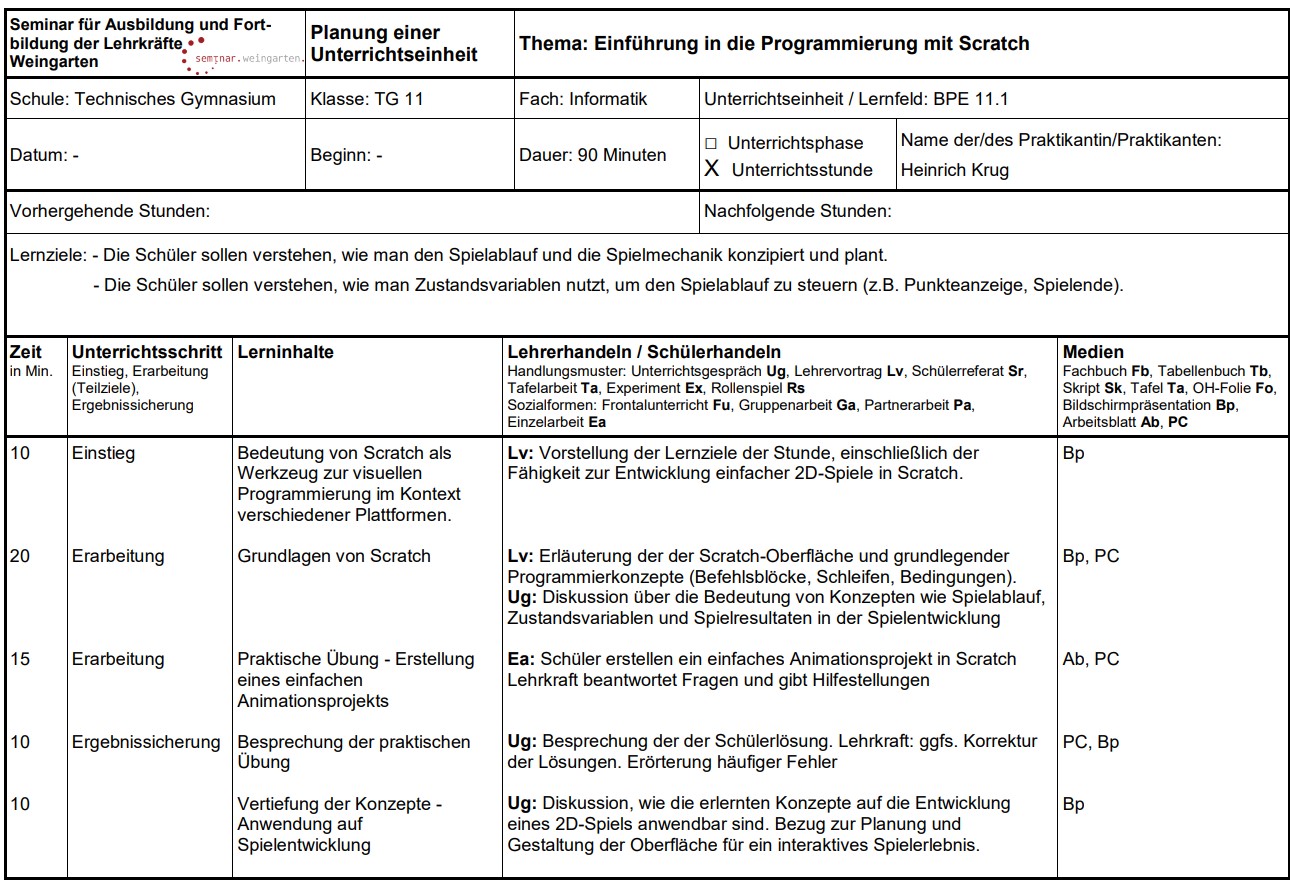 Seminar für Ausbildung und Fort-
bildung der Lehrkräfte
Weingarten
seminar.weingarten.
Planung einer
Unterrichtseinheit
Thema: Einführung in die Programmierung mit Scratch
Schule: Technisches Gymnasium
Klasse: TG 11
Fach: Informatik
Unterrichtseinheit / Lernfeld: BPE 11.1
Datum: -
Beginn: -
Dauer: 90 Minuten
□ Unterrichtsphase
X Unterrichtsstunde
Name der/des Praktikantin/Praktikanten:
Heinrich Krug
Vorhergehende Stunden:
Nachfolgende Stunden:
Lernziele: - Die Schüler sollen verstehen, wie man den Spielablauf und die Spielmechanik konzipiert und plant.
- Die Schüler sollen verstehen, wie man Zustandsvariablen nutzt, um den Spielablauf zu steuern (z.B. Punkteanzeige, Spielende).
Zeit
in Min.
Unterrichtsschritt
Einstieg, Erarbeitung
(Teilziele),
Ergebnissicherung
Lerninhalte
Lehrerhandeln / Schülerhandeln
Handlungsmuster: Unterrichtsgespräch Ug, Lehrervortrag Lv, Schülerreferat Sr,
Tafelarbeit Ta, Experiment Ex, Rollenspiel Rs
Sozialformen: Frontalunterricht Fu, Gruppenarbeit Ga, Partnerarbeit Pa,
Einzelarbeit Ea
Medien
Fachbuch Fb, Tabellenbuch Tb,
Skript Sk, Tafel Ta, OH-Folie Fo,
Bildschirmpräsentation Bp,
Arbeitsblatt Ab, PC
10
Einstieg
Bedeutung von Scratch als
Werkzeug zur visuellen
Programmierung im Kontext
verschiedener Plattformen.
Lv: Vorstellung der Lernziele der Stunde, einschließlich der
Fähigkeit zur Entwicklung einfacher 2D-Spiele in Scratch.
Bp
20
Erarbeitung
Grundlagen von Scratch
Lv: Erläuterung der der Scratch-Oberfläche und grundlegender
Programmierkonzepte (Befehlsblöcke, Schleifen, Bedingungen).
Ug: Diskussion über die Bedeutung von Konzepten wie Spielablauf,
Zustandsvariablen und Spielresultaten in der Spielentwicklung
Bp, PC
15
Erarbeitung
Praktische Übung - Erstellung
eines einfachen
Animationsprojekts
Ea: Schüler erstellen ein einfaches Animationsprojekt in Scratch
Lehrkraft beantwortet Fragen und gibt Hilfestellungen
Ab, PC
10
Ergebnissicherung
Besprechung der praktischen
Übung
Ug: Besprechung der der Schülerlösung. Lehrkraft: ggfs. Korrektur
der Lösungen. Erörterung häufiger Fehler
PC, Bp
10
Vertiefung der Konzepte -
Anwendung auf
Spielentwicklung
Ug: Diskussion, wie die erlernten Konzepte auf die Entwicklung
eines 2D-Spiels anwendbar sind. Bezug zur Planung und
Gestaltung der Oberfläche für ein interaktives Spielerlebnis.
Bp